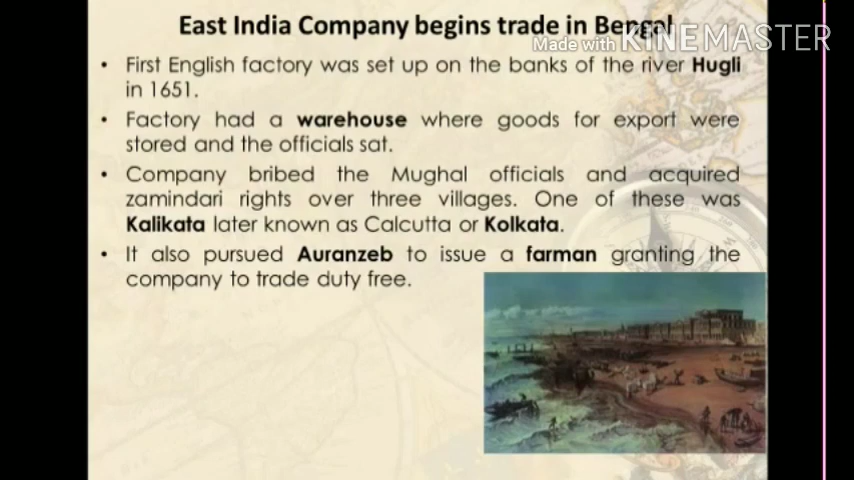 East India Company begins trade in Bengal
Made with KINEMASTER
• First English factory was set up on the banks of the river Hugli
in 1651.
• Factory had a warehouse where goods for export were
stored and the officials sat.
• Company bribed the Mughal officials and acquired
zamindari rights over three villages. One of these was
Kalikata later known as Calcutta or Kolkata.
• It also pursued Auranzeb to issue a farman granting the
company to trade duty free.